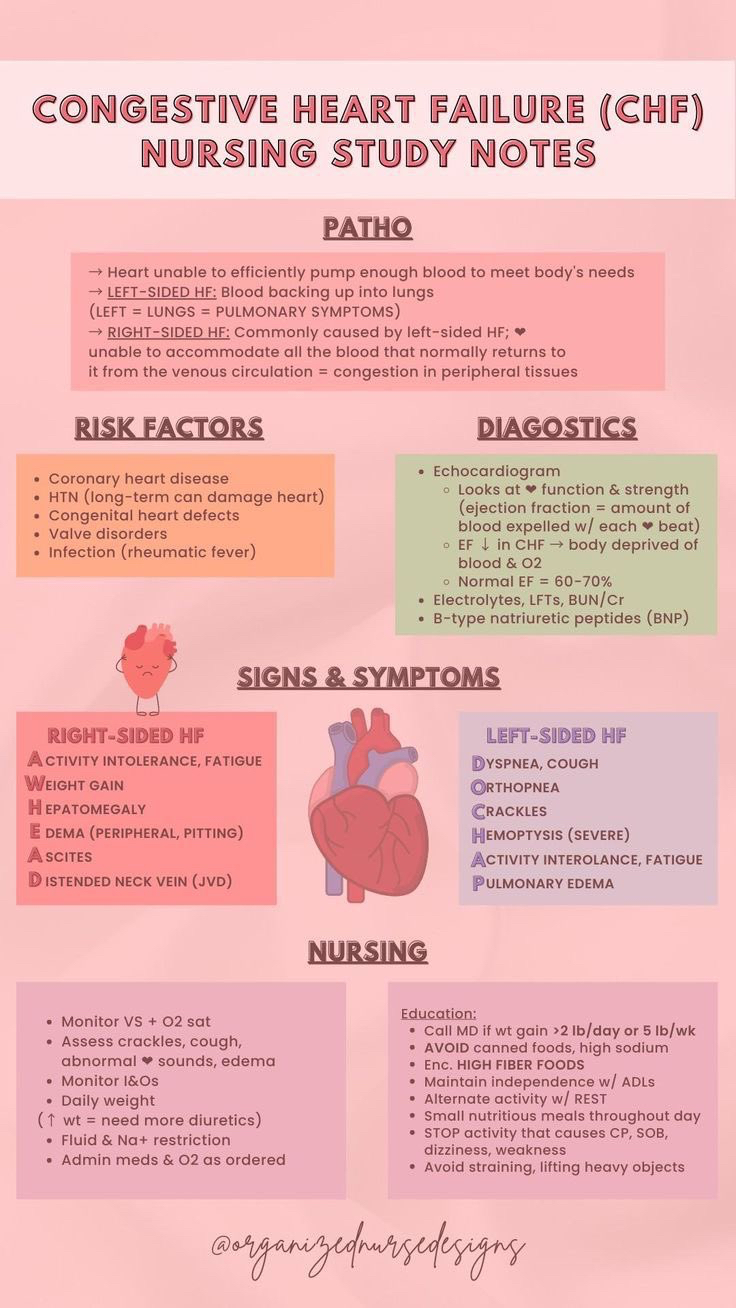 CONGESTIVE HEART FAILURE (CHF)
NURSING STUDY NOTES
PATHO
→ Heart unable to efficiently pump enough blood to meet body's needs
→ LEFT-SIDED HF: Blood backing up into lungs
(LEFT = LUNGS = PULMONARY SYMPTOMS)
→ RIGHT-SIDED HF: Commonly caused by left-sided HF; ❤
unable to accommodate all the blood that normally returns to
it from the venous circulation = congestion in peripheral tissues
RISK FACTORS
• Coronary heart disease
• HTN (long-term can damage heart)
• Congenital heart defects
• Valve disorders
• Infection (rheumatic fever)
DIAGOSTICS
• Echocardiogram
◦ Looks at ❤ function & strength
(ejection fraction = amount of
blood expelled w/ each ❤ beat)
◦ EF ↓ in CHF → body deprived of
blood & O2
◦ Normal EF = 60-70%
• Electrolytes, LFTs, BUN/Cr
• B-type natriuretic peptides (BNP)
SIGNS & SYMPTOMS
RIGHT-SIDED HF
ACTIVITY INTOLERANCE, FATIGUE
WEIGHT GAIN
HEPATOMEGALY
EDEMA (PERIPHERAL, PITTING)
ASCITES
DISTENDED NECK VEIN (JVD)
LEFT-SIDED HF
DYSPNEA, COUGH
ORTHOPNEA
CRACKLES
HEMOPTYSIS (SEVERE)
ACTIVITY INTEROLANCE, FATIGUE
PULMONARY EDEMA
NURSING
• Monitor VS + O2 sat
• Assess crackles, cough,
abnormal ❤ sounds, edema
• Monitor I&Os
• Daily weight
(↑ wt = need more diuretics)
• Fluid & Na+ restriction
• Admin meds & O2 as ordered
Education:
• Call MD if wt gain >2 lb/day or 5 lb/wk
• AVOID canned foods, high sodium
• Enc. HIGH FIBER FOODS
• Maintain independence w/ ADLs
• Alternate activity w/ REST
• Small nutritious meals throughout day
• STOP activity that causes CP, SOB,
dizziness, weakness
• Avoid straining, lifting heavy objects
@organizednursedesigns